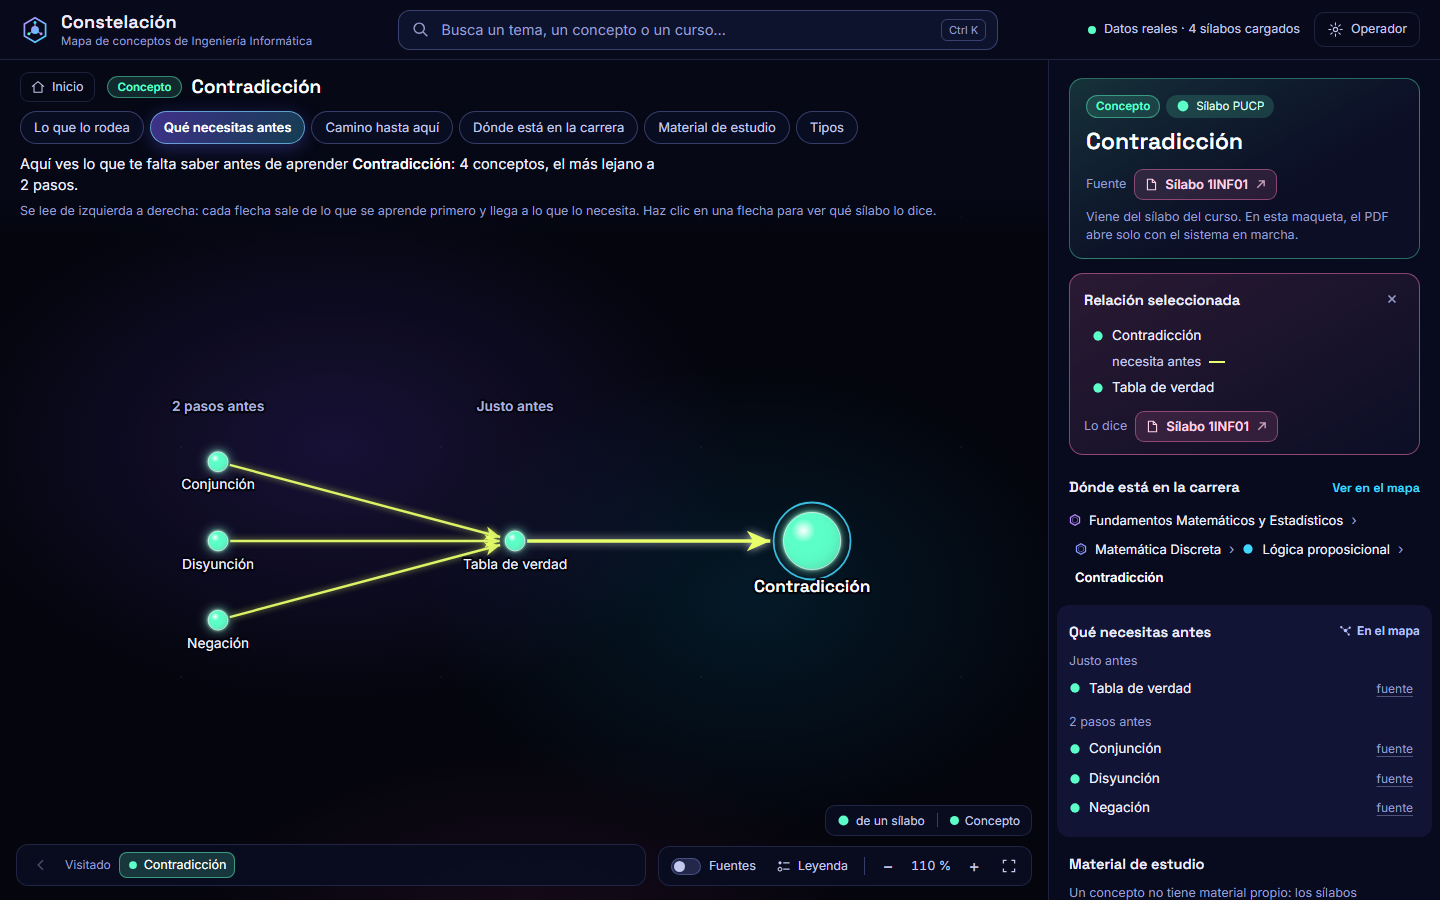 Constelación
Mapa de conceptos de Ingeniería Informática
Busca un tema, un concepto o un curso...
Ctrl K
Datos reales · 4 sílabos cargados
Operador
Inicio
Concepto
Contradicción
Lo que lo rodea
Qué necesitas antes
Camino hasta aquí
Dónde está en la carrera
Material de estudio
Tipos
Aquí ves lo que te falta saber antes de aprender Contradicción: 4 conceptos, el más lejano a
2 pasos.
Se lee de izquierda a derecha: cada flecha sale de lo que se aprende primero y llega a lo que lo necesita. Haz clic en una flecha para ver qué sílabo lo dice.
2 pasos antes
Justo antes
Conjunción
Disyunción
Negación
Tabla de verdad
Contradicción
de un sílabo
Concepto
Visitado
Contradicción
Fuentes
Leyenda
− 110 % +
Concepto
Sílabo PUCP
Contradicción
Fuente
Sílabo 1INF01
Viene del sílabo del curso. En esta maqueta, el PDF
abre solo con el sistema en marcha.
Relación seleccionada
Contradicción
necesita antes
Tabla de verdad
Lo dice
Sílabo 1INF01
Dónde está en la carrera
Ver en el mapa
Fundamentos Matemáticos y Estadísticos ›
Matemática Discreta › Lógica proposicional ›
Contradicción
Qué necesitas antes
En el mapa
Justo antes
Tabla de verdad
fuente
2 pasos antes
Conjunción
fuente
Disyunción
fuente
Negación
fuente
Material de estudio
Un concepto no tiene material propio: los sílabos